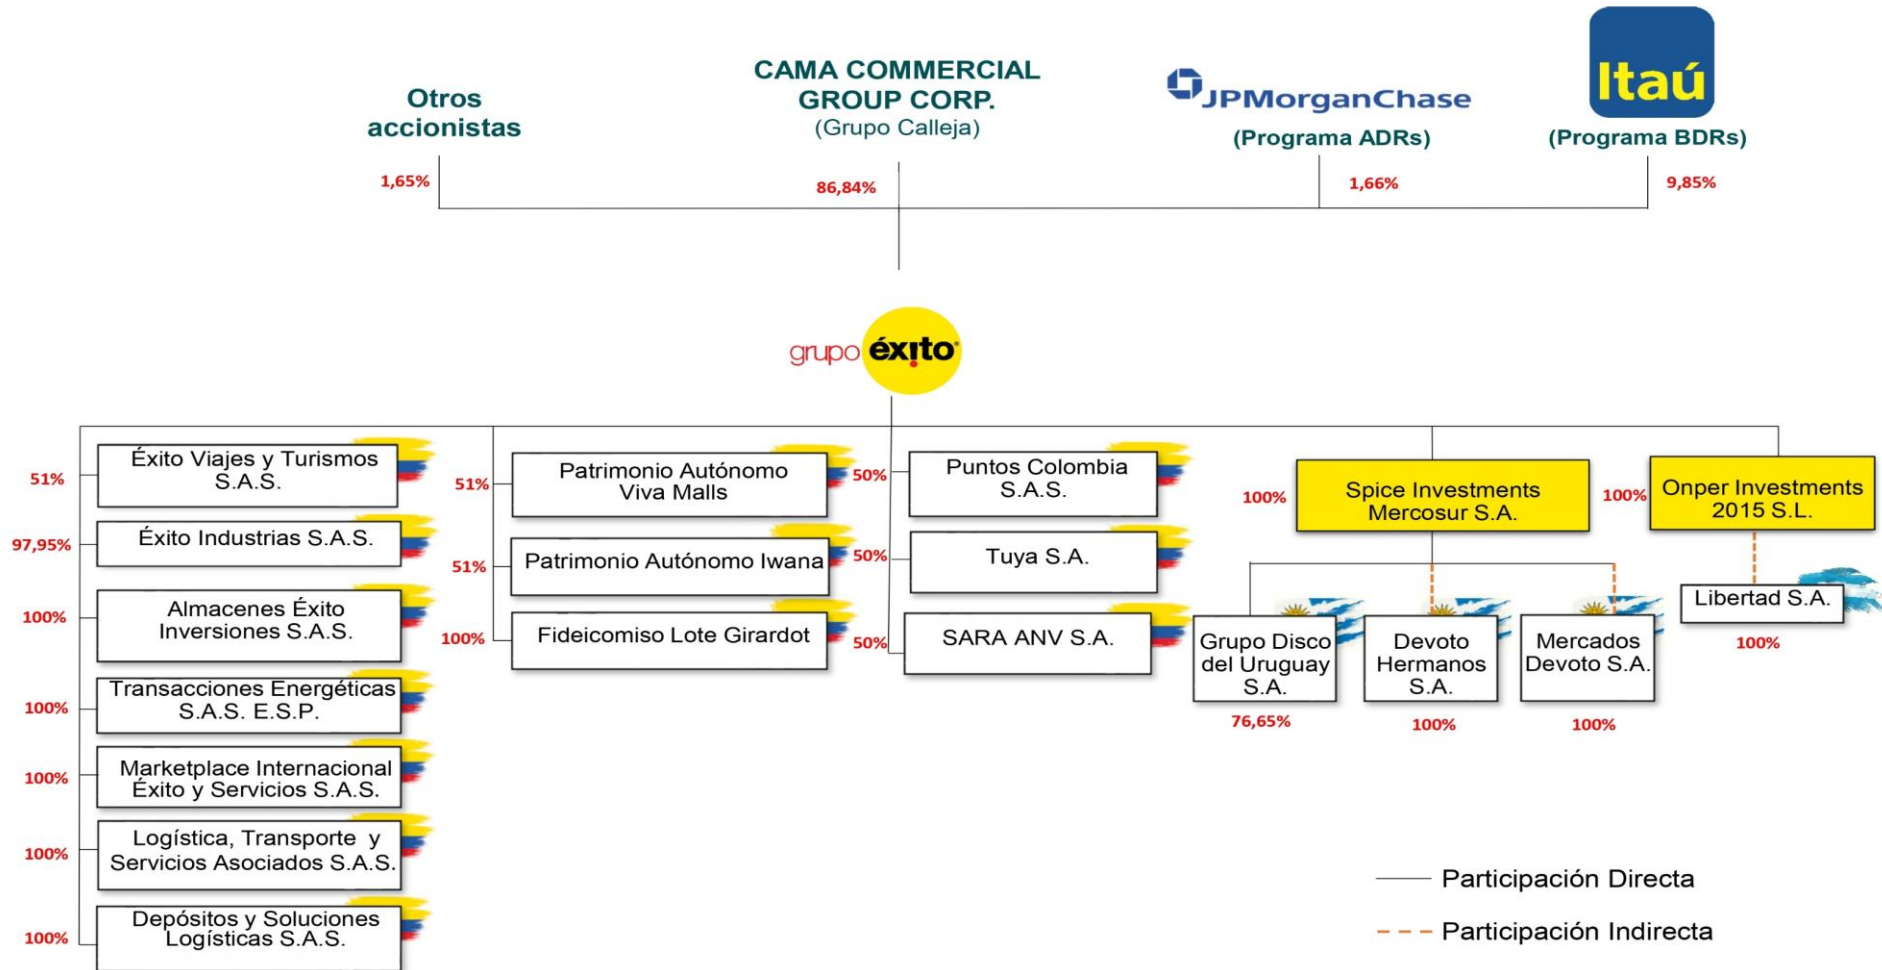 Otros
accionistas
CAMA COMMERCIAL
GROUP CORP.
(Grupo Calleja)
JPMorganChase
(Programa ADRs)
Itaú
(Programa BDRs)
1,65%
86,84%
1,66%
9,85%
grupo éxito
51%
Éxito Viajes y Turismos
S.A.S.
97,95%
Éxito Industrias S.A.S.
100%
Almacenes Éxito
Inversiones S.A.S.
100%
Transacciones Energéticas
S.A.S. E.S.P.
100%
Marketplace Internacional
Éxito y Servicios S.A.S.
100%
Logística, Transporte y
Servicios Asociados S.A.S.
100%
Depósitos y Soluciones
Logísticas S.A.S.
51%
Patrimonio Autónomo
Viva Malls
51%
Patrimonio Autónomo Iwana
100%
Fideicomiso Lote Girardot
50%
Puntos Colombia
S.A.S.
50%
Tuya S.A.
50%
SARA ANV S.A.
100%
Spice Investments
Mercosur S.A.
Grupo Disco
del Uruguay
S.A.
76,65%
Devoto
Hermanos
S.A.
100%
Mercados
Devoto S.A.
100%
100%
Onper Investments
2015 S.L.
Libertad S.A.
100%
Participación Directa
Participación Indirecta